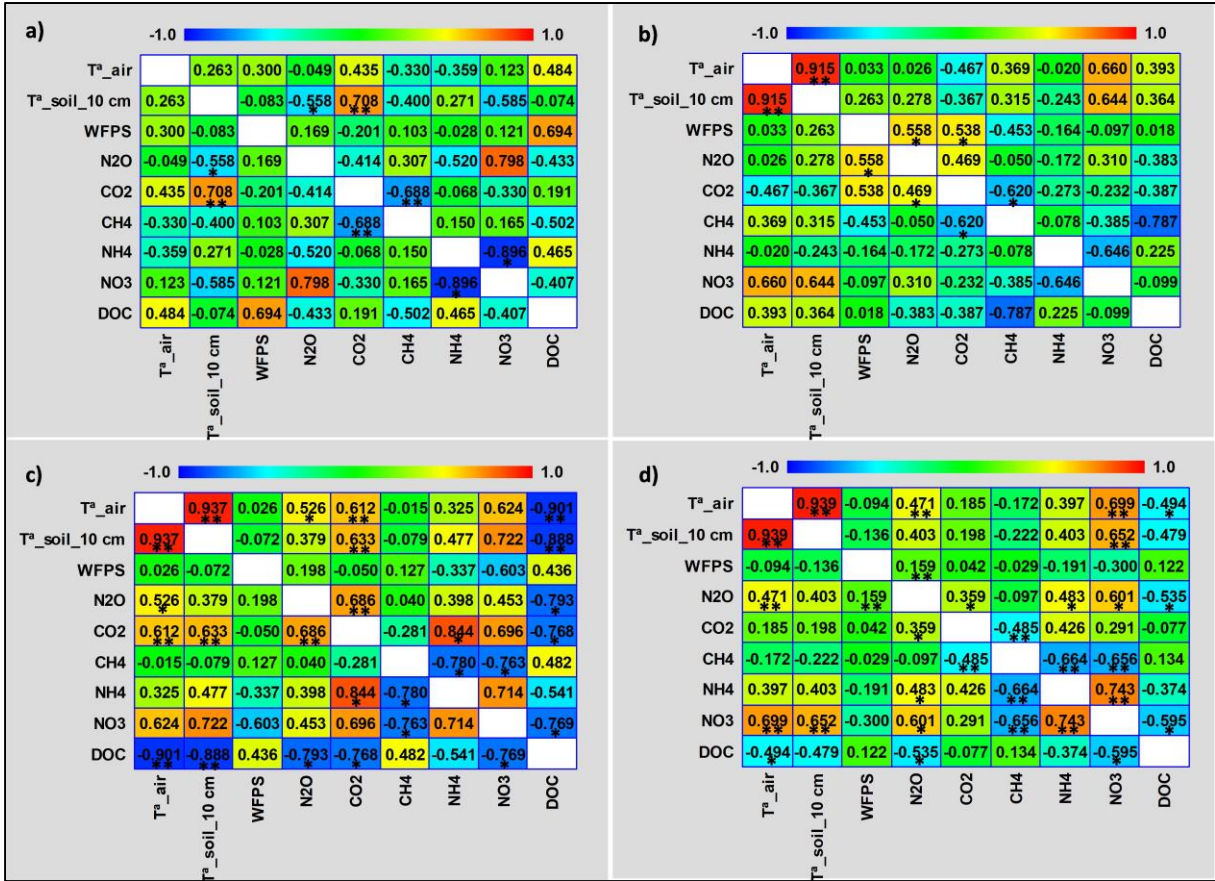 a)
-1.0 1.0
Tª_air 0.263 0.300 -0.049 0.435 -0.330 -0.359 0.123 0.484
Tª_soil_10 cm 0.263 -0.083 -0.558 * 0.708 ** -0.400 0.271 -0.585 -0.074
WFPS 0.300 -0.083 0.169 -0.201 0.103 -0.028 0.121 0.694
N2O -0.049 -0.558 * 0.169 -0.414 0.307 -0.520 0.798 -0.433
CO2 0.435 0.708 ** -0.201 -0.414 -0.688 ** -0.068 -0.330 0.191
CH4 -0.330 -0.400 0.103 0.307 -0.688 ** 0.150 0.165 -0.502
NH4 -0.359 0.271 -0.028 -0.520 -0.068 0.150 -0.896 * 0.465
NO3 0.123 -0.585 0.121 0.798 -0.330 0.165 -0.896 * -0.407
DOC 0.484 -0.074 0.694 -0.433 0.191 -0.502 0.465 -0.407
Tª_air Tª_soil_10 cm WFPS N2O CO2 CH4 NH4 NO3 DOC
b)
-1.0 1.0
Tª_air 0.915 ** 0.033 0.026 -0.467 0.369 -0.020 0.660 0.393
Tª_soil_10 cm 0.915 ** 0.263 0.278 -0.367 0.315 -0.243 0.644 0.364
WFPS 0.033 0.263 0.558 * 0.538 * -0.453 -0.164 -0.097 0.018
N2O 0.026 0.278 0.558 * 0.469 -0.050 -0.172 0.310 -0.383
CO2 -0.467 -0.367 0.538 0.469 * -0.620 * -0.273 -0.232 -0.387
CH4 0.369 0.315 -0.453 -0.050 -0.620 * -0.078 -0.385 -0.787
NH4 -0.020 -0.243 -0.164 -0.172 -0.273 -0.078 -0.646 0.225
NO3 0.660 0.644 -0.097 0.310 -0.232 -0.385 -0.646 -0.099
DOC 0.393 0.364 0.018 -0.383 -0.387 -0.787 0.225 -0.099
Tª_air Tª_soil_10 cm WFPS N2O CO2 CH4 NH4 NO3 DOC
c)
-1.0 1.0
Tª_air 0.937 ** 0.026 0.526 * 0.612 ** -0.015 0.325 0.624 -0.901 **
Tª_soil_10 cm 0.937 ** -0.072 0.379 0.633 ** -0.079 0.477 0.722 -0.888 **
WFPS 0.026 -0.072 0.198 -0.050 0.127 -0.337 -0.603 0.436
N2O 0.526 * 0.379 0.198 0.686 ** 0.040 0.398 0.453 -0.793 *
CO2 0.612 ** 0.633 ** -0.050 0.686 ** -0.281 0.844 * 0.696 -0.768 *
CH4 -0.015 -0.079 0.127 0.040 -0.281 -0.780 * -0.763 * 0.482
NH4 0.325 0.477 -0.337 0.398 0.844 * -0.780 * 0.714 -0.541
NO3 0.624 0.722 -0.603 0.453 0.696 -0.763 * 0.714 -0.769 *
DOC -0.901 ** -0.888 ** 0.436 -0.793 * -0.768 * 0.482 -0.541 -0.769 *
Tª_air Tª_soil_10 cm WFPS N2O CO2 CH4 NH4 NO3 DOC
d)
-1.0 1.0
Tª_air 0.939 ** -0.094 0.471 ** 0.185 -0.172 0.397 0.699 ** -0.494 *
Tª_soil_10 cm 0.939 ** -0.136 0.403 0.198 -0.222 0.403 0.652 ** -0.479
WFPS -0.094 -0.136 0.159 ** 0.042 -0.029 -0.191 -0.300 0.122
N2O 0.471 ** 0.403 0.159 ** 0.359 * -0.097 0.483 * 0.601 * -0.535 *
CO2 0.185 0.198 0.042 0.359 * -0.485 ** 0.426 0.291 -0.077
CH4 -0.172 -0.222 -0.029 -0.097 -0.485 ** -0.664 ** -0.656 ** 0.134
NH4 0.397 0.403 -0.191 0.483 * 0.426 -0.664 ** 0.743 ** -0.374
NO3 0.699 ** 0.652 ** -0.300 0.601 * 0.291 -0.656 ** 0.743 ** -0.595 *
DOC -0.494 * -0.479 0.122 -0.535 * -0.077 0.134 -0.374 -0.595 *
Tª_air Tª_soil_10 cm WFPS N2O CO2 CH4 NH4 NO3 DOC